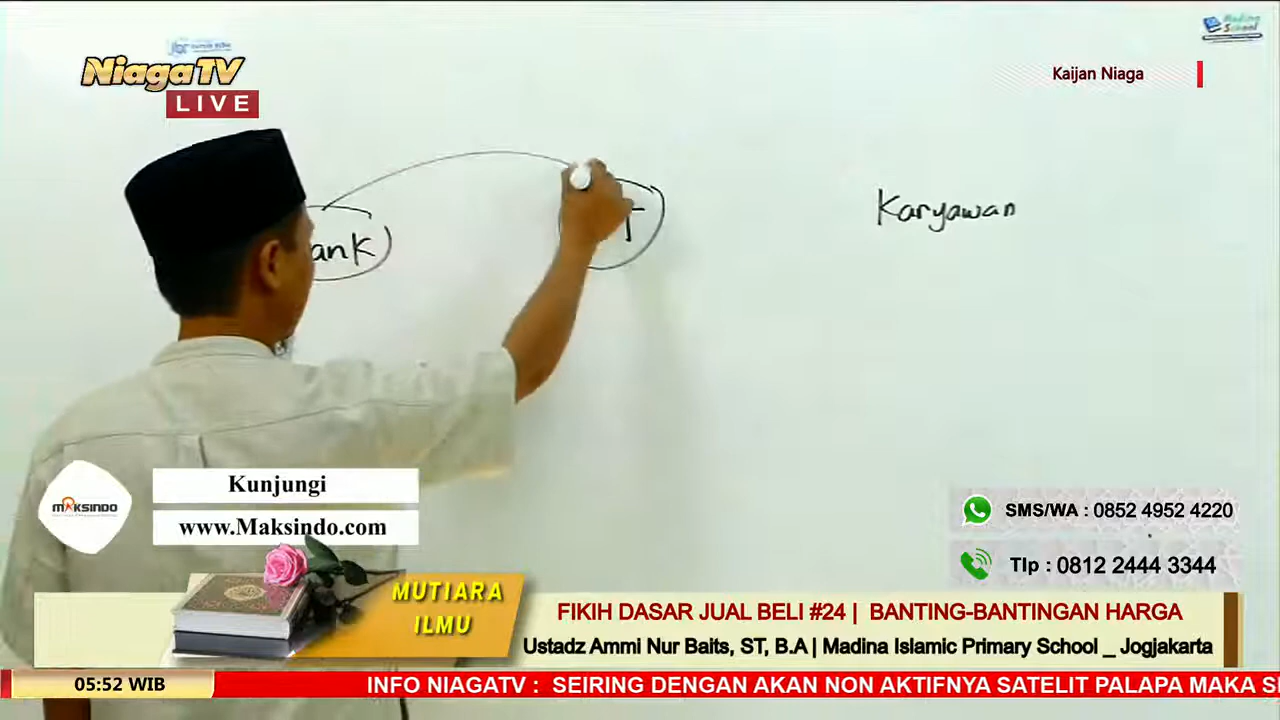 Madina
School
NiagaTV
LIVE
Kaijan Niaga
Karyawan
Kunjungi
MAKSINDO
www.Maksindo.com
SMS/WA : 0852 4952 4220
Tlp : 0812 2444 3344
MUTIARA
ILMU
FIKIH DASAR JUAL BELI #24 | BANTING-BANTINGAN HARGA
Ustadz Ammi Nur Baits, ST, B.A | Madina Islamic Primary School _ Jogjakarta
05:52 WIB
INFO NIAGATV : SEIRING DENGAN AKAN NON AKTIFNYA SATELIT PALAPA MAKA